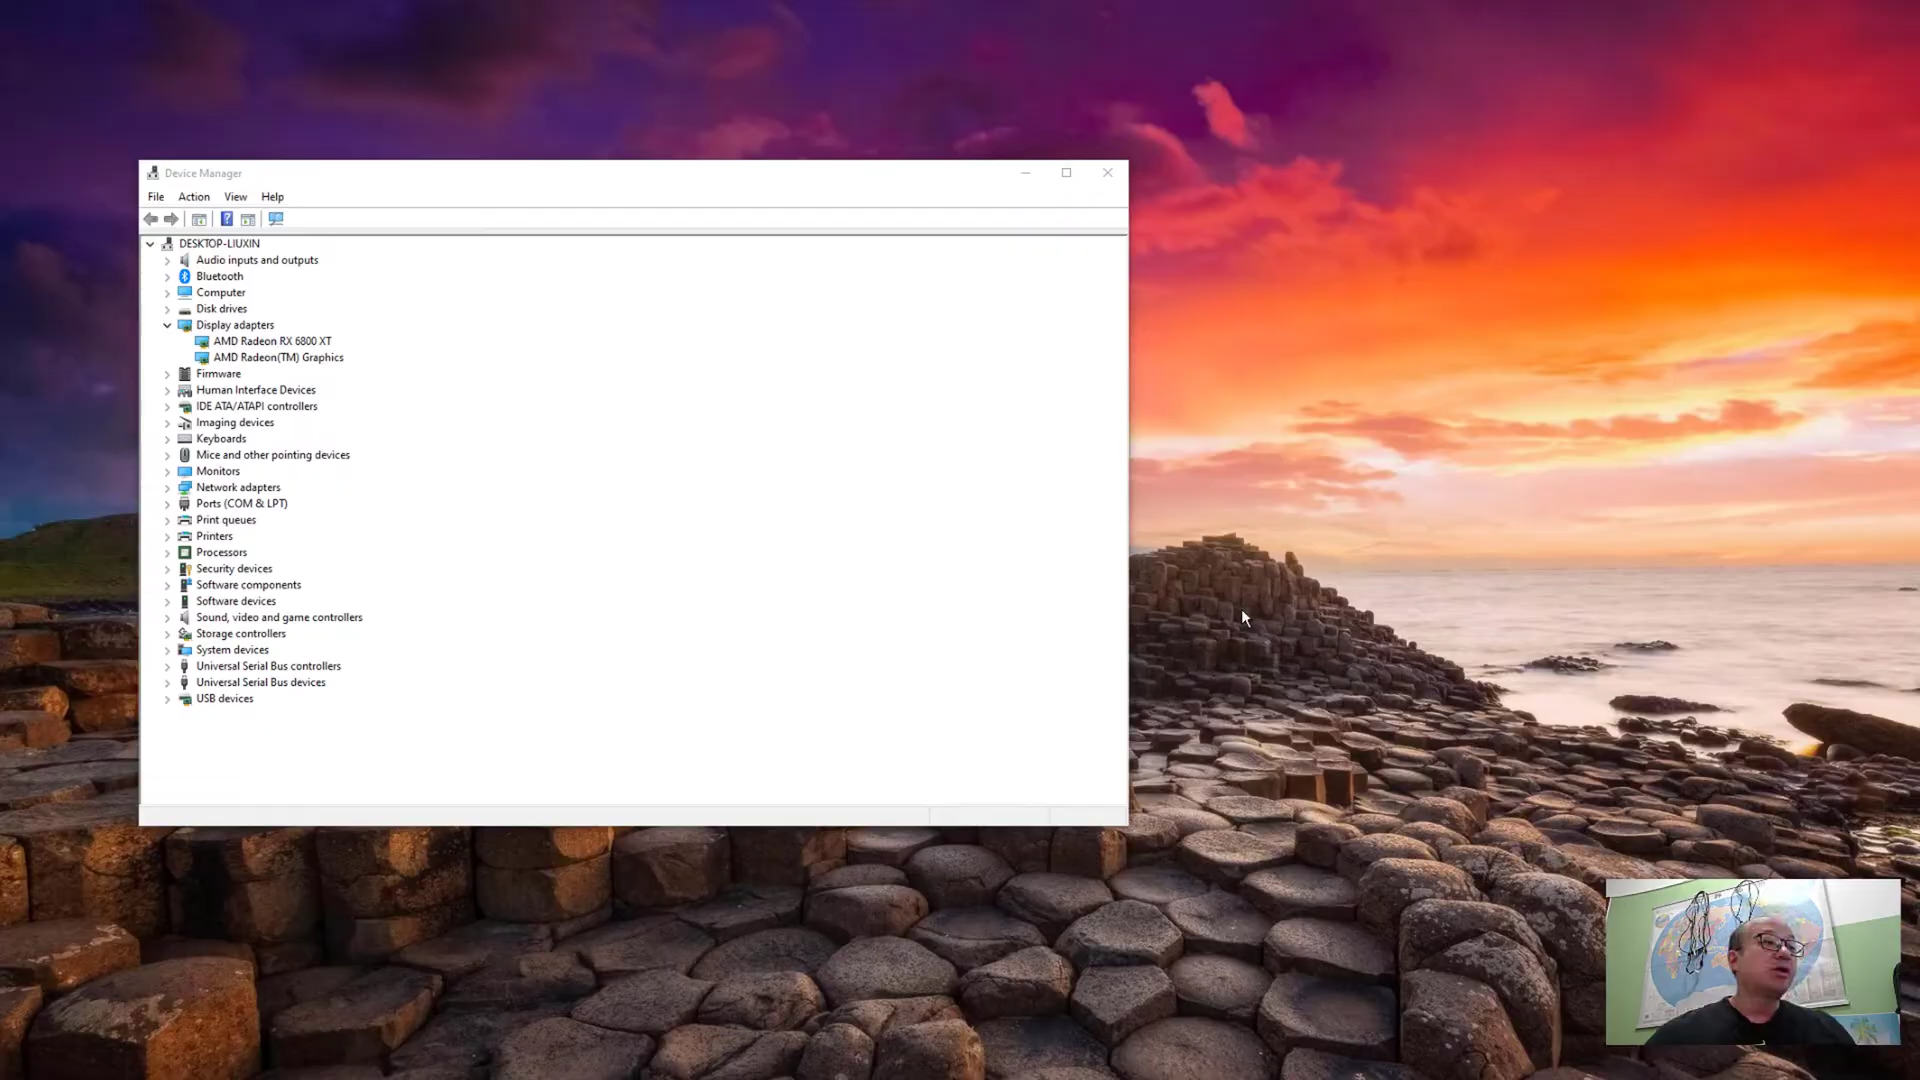 Device Manager
File Action View Help
DESKTOP-LIUXIN
Audio inputs and outputs
Bluetooth
Computer
Disk drives
Display adapters
AMD Radeon RX 6800 XT
AMD Radeon(TM) Graphics
Firmware
Human Interface Devices
IDE ATA/ATAPI controllers
Imaging devices
Keyboards
Mice and other pointing devices
Monitors
Network adapters
Ports (COM & LPT)
Print queues
Printers
Processors
Security devices
Software components
Software devices
Sound, video and game controllers
Storage controllers
System devices
Universal Serial Bus controllers
Universal Serial Bus devices
USB devices